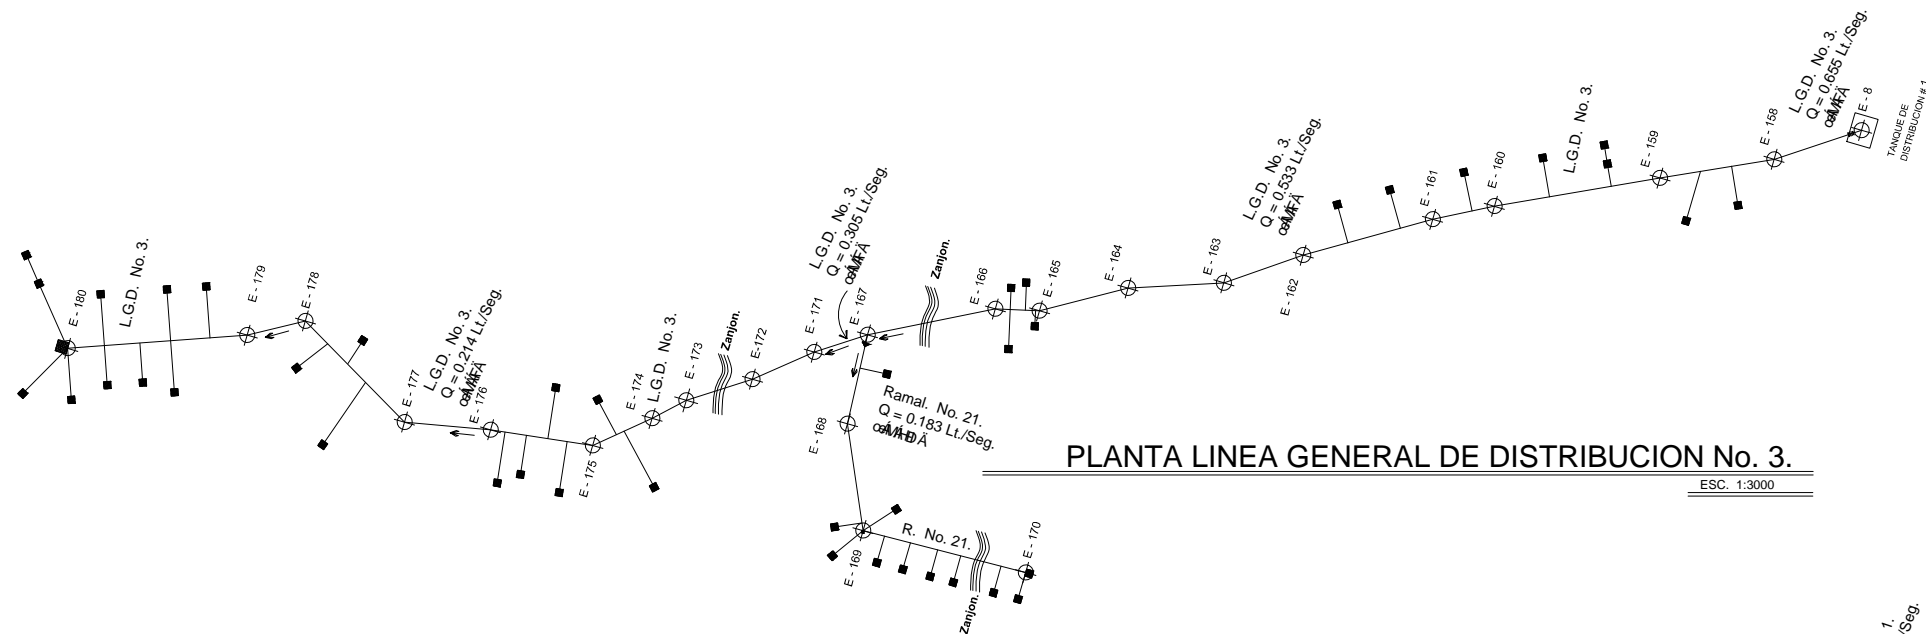 L.G.D. No. 3.
Q = 0.655 Lt./Seg.
E - 8
TANQUE DE
DISTRIBUCION # 1
E - 158
E - 159
L.G.D. No. 3.
E - 160
E - 161
L.G.D. No. 3.
Q = 0.533 Lt./Seg.
E - 162
E - 163
E - 164
E - 165
E - 166
Zanjon.
L.G.D. No. 3.
Q = 0.305 Lt./Seg.
E - 167
E - 171
E-172
Zanjon.
E - 173
L.G.D. No. 3.
E - 174
E - 175
E - 176
L.G.D. No. 3.
Q = 0.214 Lt./Seg.
E - 177
E - 178
E - 179
L.G.D. No. 3.
E - 180
Ramal. No. 21.
Q = 0.183 Lt./Seg.
E - 168
E - 169
R. No. 21.
E - 170
Zanjon.
PLANTA LINEA GENERAL DE DISTRIBUCION No. 3.
ESC. 1:3000
1.
/Seg.